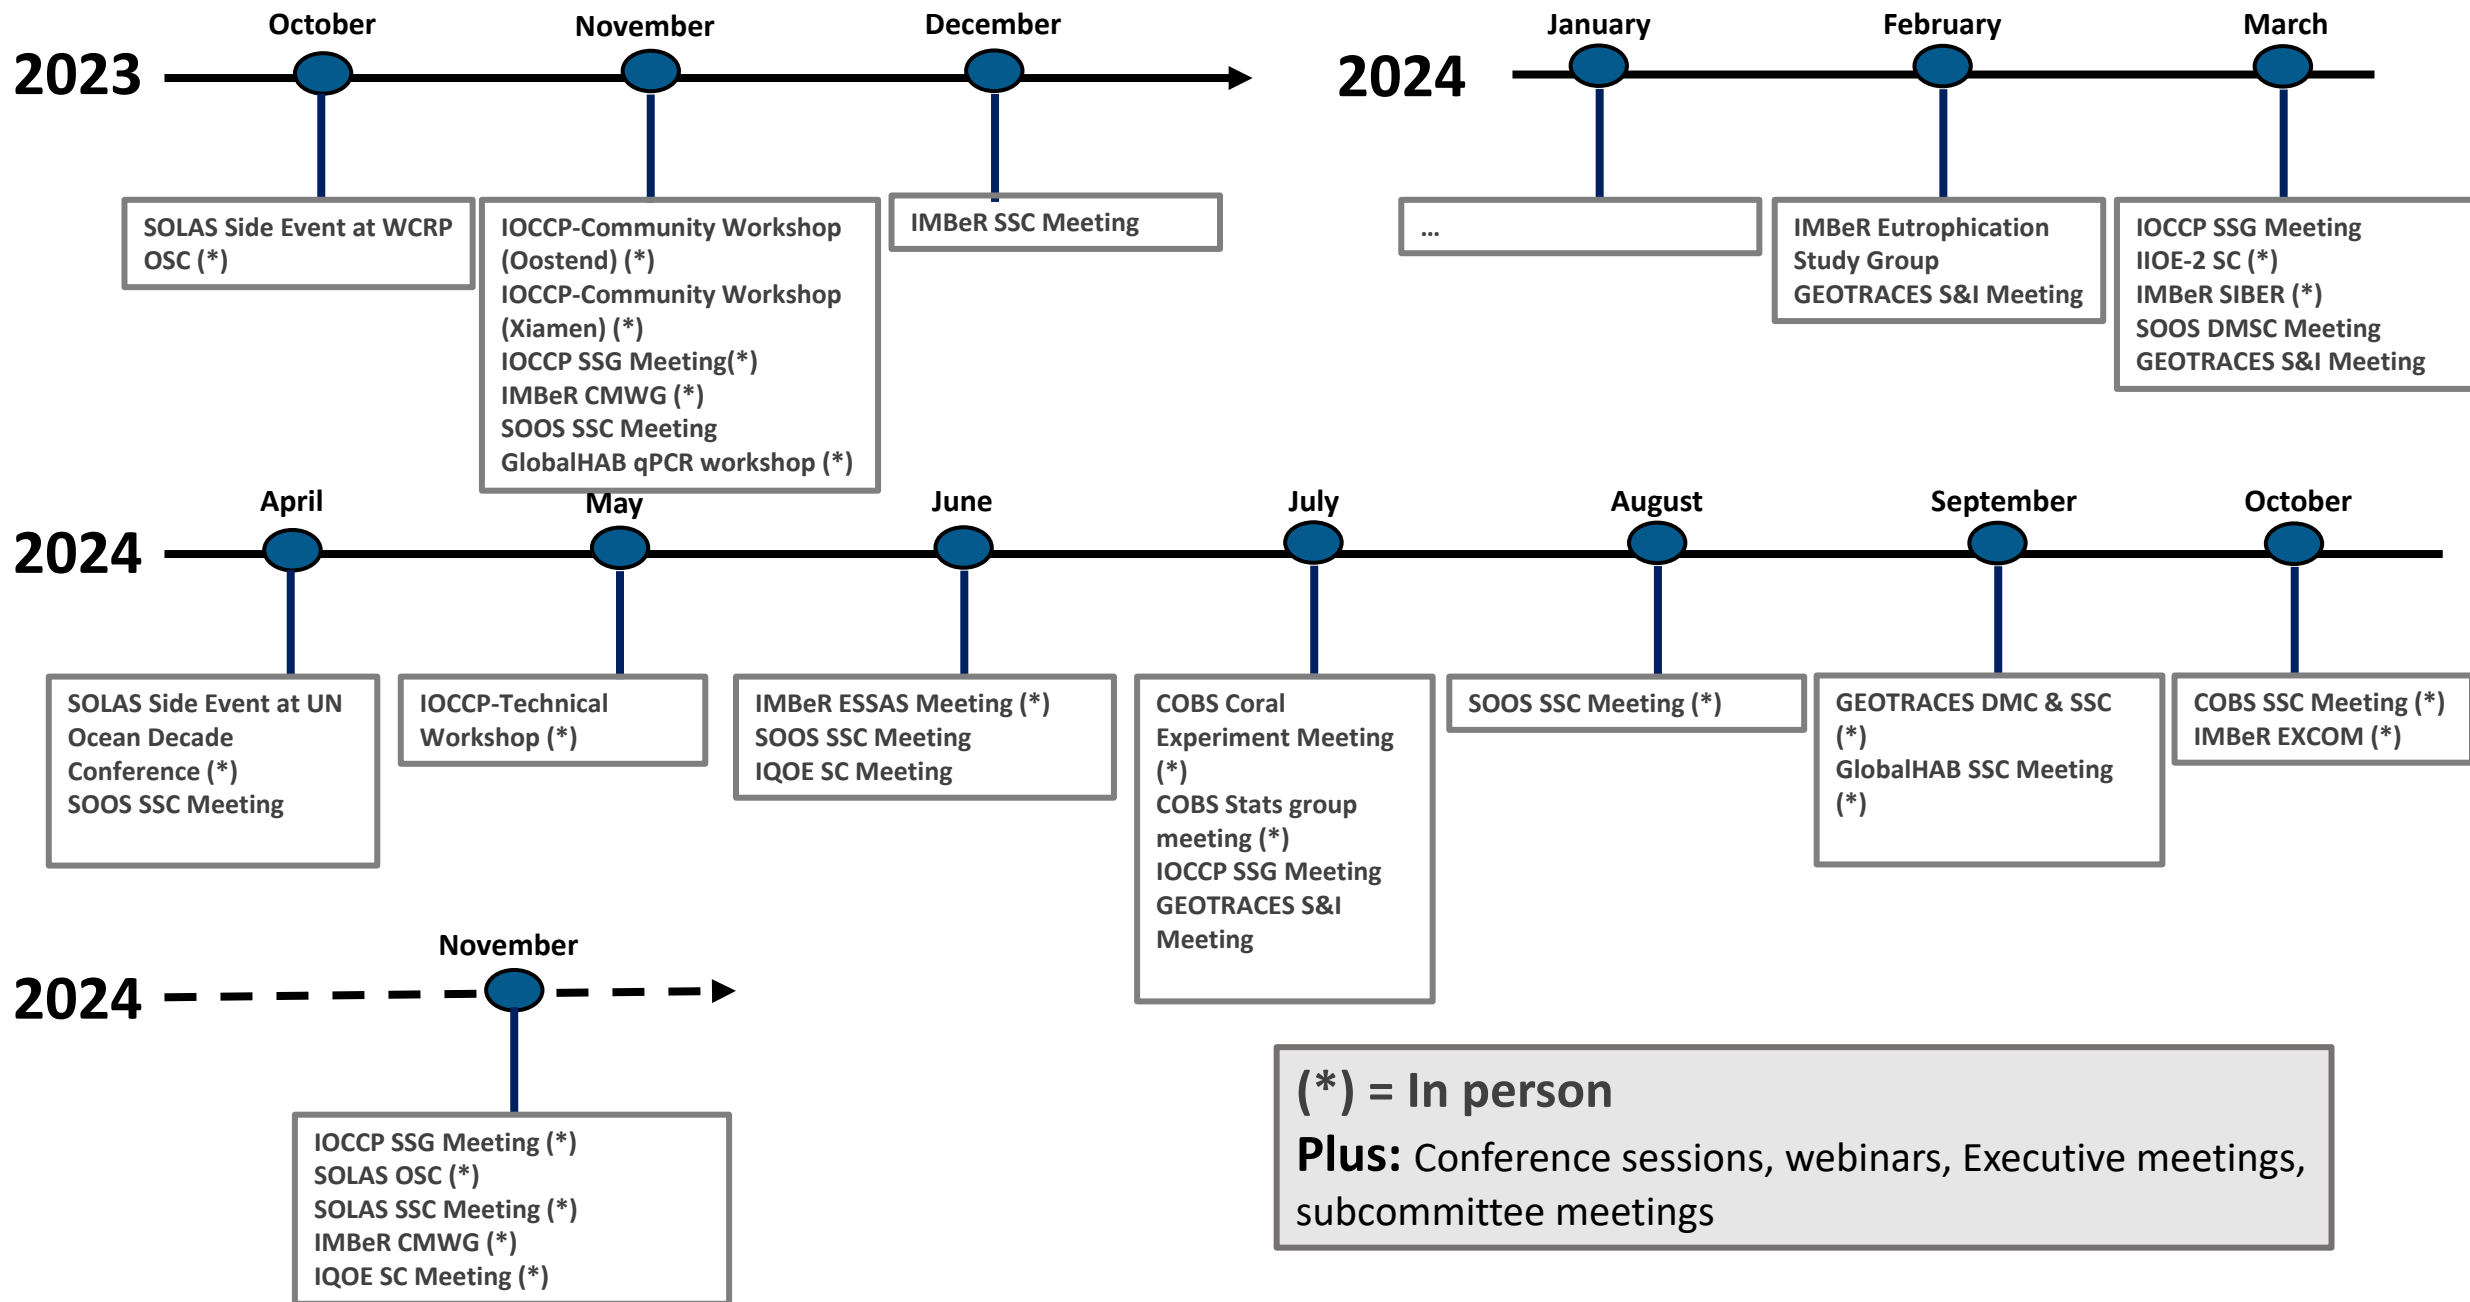 2023
October
November
December
SOLAS Side Event at WCRP
OSC (*)
IOCCP-Community Workshop
(Oostend) (*)
IOCCP-Community Workshop
(Xiamen) (*)
IOCCP SSG Meeting(*)
IMBeR CMWG (*)
SOOS SSC Meeting
GlobalHAB qPCR workshop (*)
IMBeR SSC Meeting
2024
January
February
March
...
IMBeR Eutrophication
Study Group
GEOTRACES S&I Meeting
IOCCP SSG Meeting
IIOE-2 SC (*)
IMBeR SIBER (*)
SOOS DMSC Meeting
GEOTRACES S&I Meeting
2024
April
May
June
July
August
September
October
SOLAS Side Event at UN
Ocean Decade
Conference (*)
SOOS SSC Meeting
IOCCP-Technical
Workshop (*)
IMBeR ESSAS Meeting (*)
SOOS SSC Meeting
IQOE SC Meeting
COBS Coral
Experiment Meeting
(*)
COBS Stats group
meeting (*)
IOCCP SSG Meeting
GEOTRACES S&I
Meeting
SOOS SSC Meeting (*)
GEOTRACES DMC & SSC
(*)
GlobalHAB SSC Meeting
(*)
COBS SSC Meeting (*)
IMBeR EXCOM (*)
2024
November
IOCCP SSG Meeting (*)
SOLAS OSC (*)
SOLAS SSC Meeting (*)
IMBeR CMWG (*)
IQOE SC Meeting (*)
(*) = In person
Plus: Conference sessions, webinars, Executive meetings,
subcommittee meetings